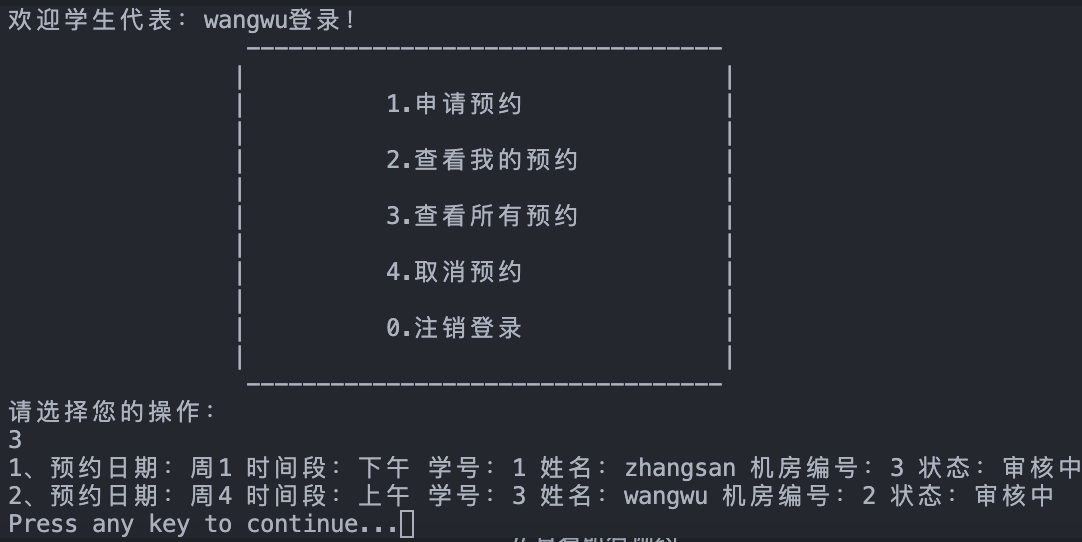 欢迎学生代表：wangwu登录！
1.申请预约
2.查看我的预约
3.查看所有预约
4.取消预约
0.注销登录
请选择您的操作：
3
1、预约日期：周1 时间段：下午 学号：1 姓名：zhangsan 机房编号：3 状态：审核中
2、预约日期：周4 时间段：上午 学号：3 姓名：wangwu 机房编号：2 状态：审核中
Press any key to continue...